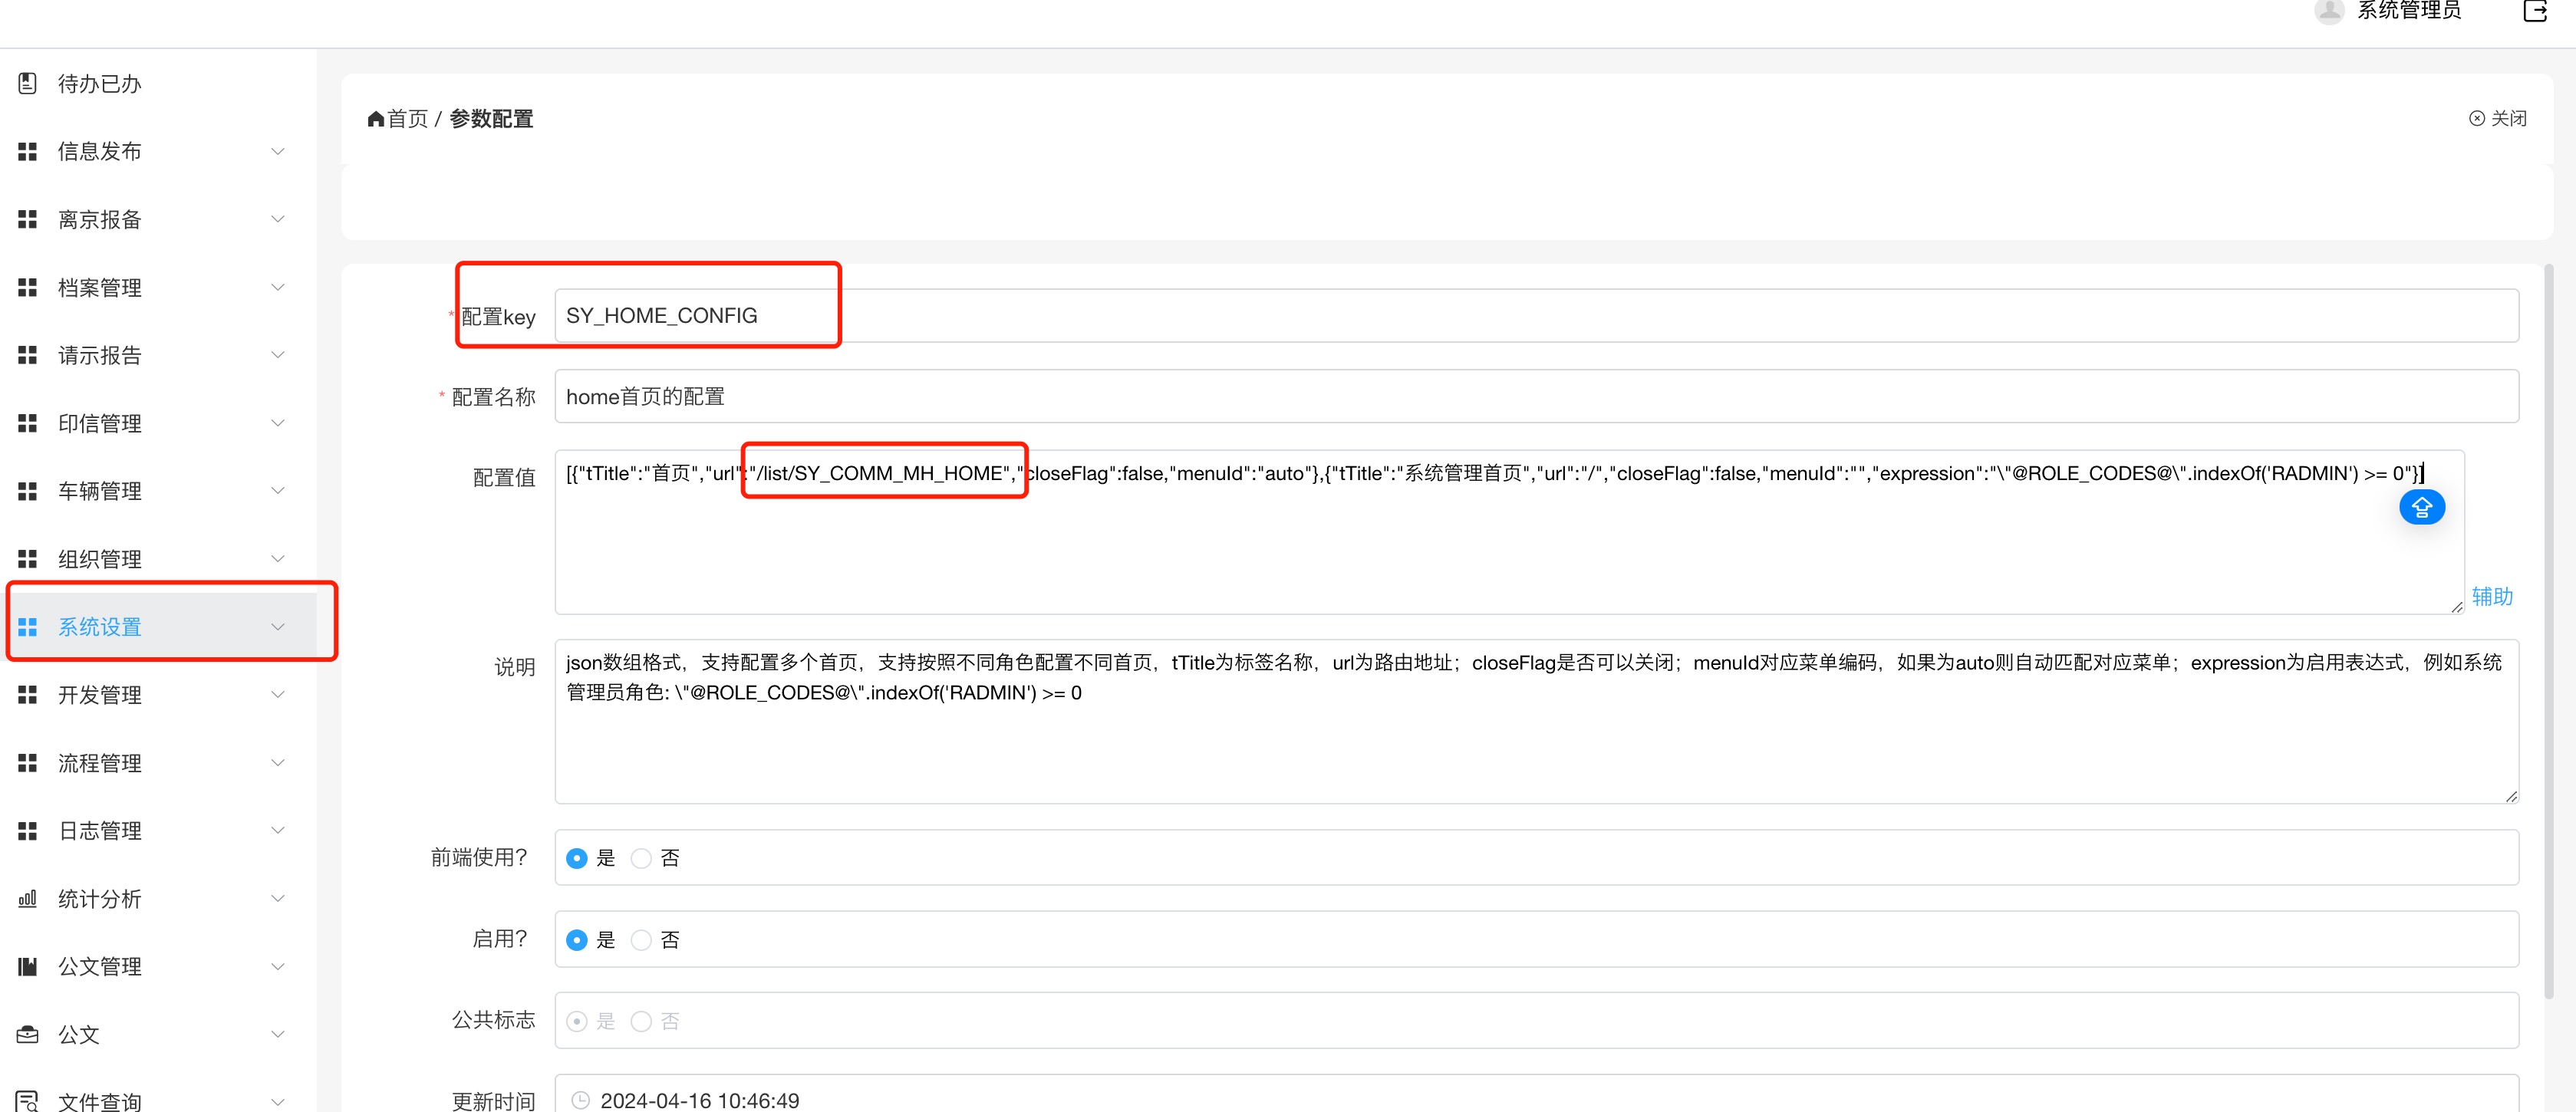 系统管理员
待办已办
信息发布
离京报备
档案管理
请示报告
印信管理
车辆管理
组织管理
系统设置
开发管理
流程管理
日志管理
统计分析
公文管理
公文
文件查询
首页 / 参数配置
关闭
* 配置key
SY_HOME_CONFIG
* 配置名称
home首页的配置
配置值
[{"tTitle":"首页","url":"/list/SY_COMM_MH_HOME","closeFlag":false,"menuId":"auto"},{"tTitle":"系统管理首页","url":"/","closeFlag":false,"menuId":"","expression":"\"@ROLE_CODES@\".indexOf('RADMIN') >= 0"}]
辅助
说明
json数组格式，支持配置多个首页，支持按照不同角色配置不同首页，tTitle为标签名称，url为路由地址；closeFlag是否可以关闭；menuId对应菜单编码，如果为auto则自动匹配对应菜单；expression为启用表达式，例如系统
管理员角色: \"@ROLE_CODES@\".indexOf('RADMIN') >= 0
前端使用?
是 否
启用?
是 否
公共标志
是 否
更新时间
2024-04-16 10:46:49